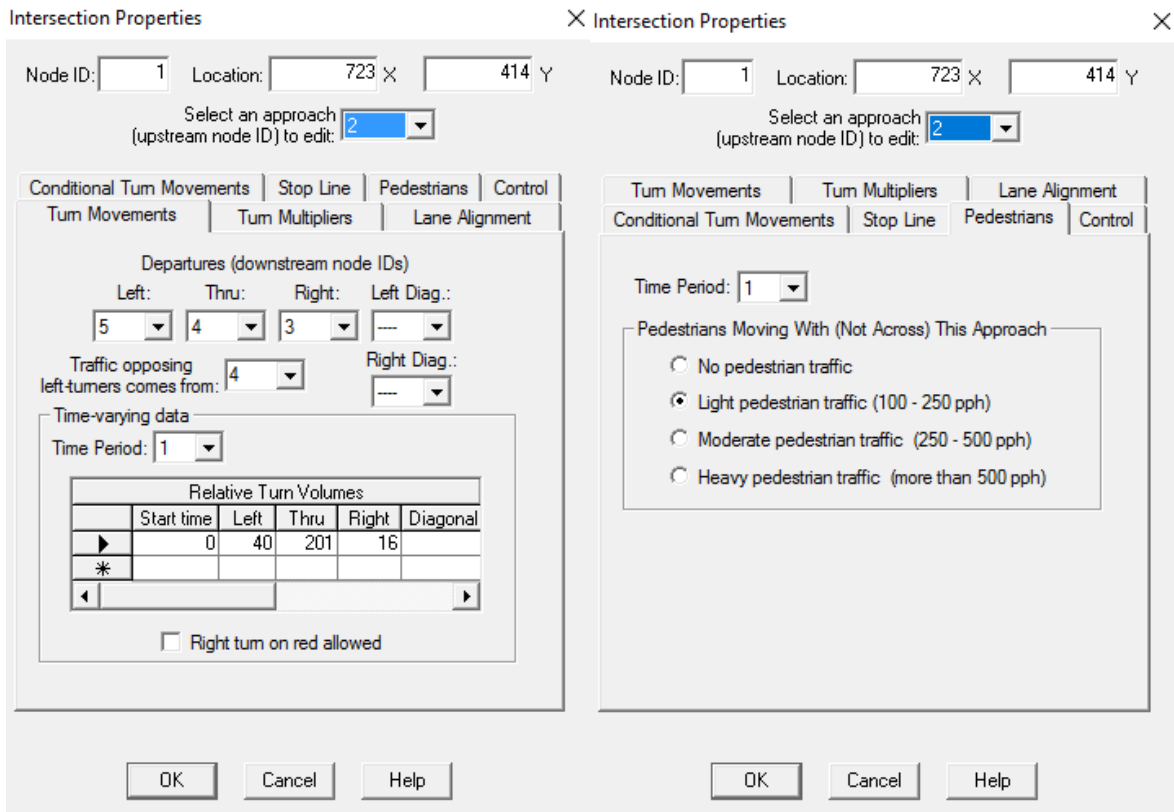 Intersection Properties
Node ID: 1 Location: 723 X 414 Y
Select an approach
(upstream node ID) to edit: 2
Conditional Turn Movements Stop Line Pedestrians Control
Turn Movements Turn Multipliers Lane Alignment
Departures (downstream node IDs)
Left: Thru: Right: Left Diag.:
5 4 3 ----
Traffic opposing
left-turners comes from: 4
Right Diag.:
----
Time-varying data
Time Period: 1
Relative Turn Volumes
Start time Left Thru Right Diagonal
0 40 201 16
Right turn on red allowed
OK Cancel Help
Intersection Properties
Node ID: 1 Location: 723 X 414 Y
Select an approach
(upstream node ID) to edit: 2
Turn Movements Turn Multipliers Lane Alignment
Conditional Turn Movements Stop Line Pedestrians Control
Time Period: 1
Pedestrians Moving With (Not Across) This Approach
No pedestrian traffic
Light pedestrian traffic (100 - 250 pph)
Moderate pedestrian traffic (250 - 500 pph)
Heavy pedestrian traffic (more than 500 pph)
OK Cancel Help